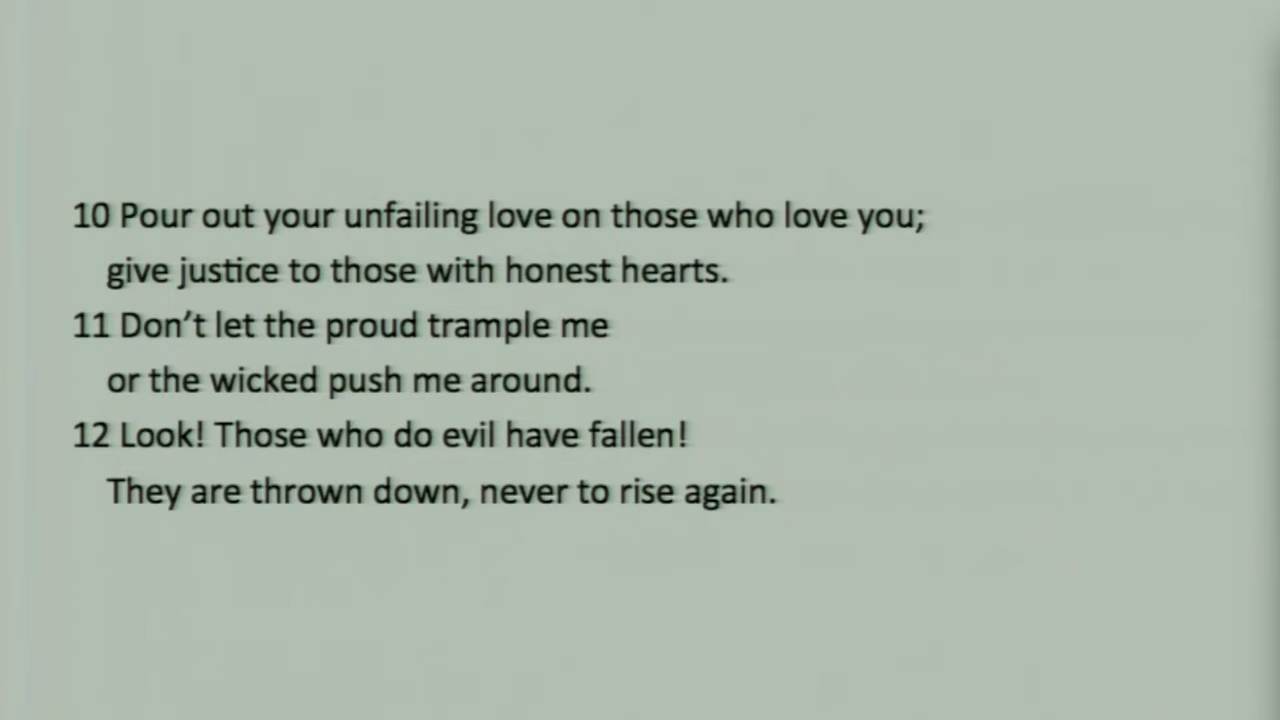 10 Pour out your unfailing love on those who love you;
give justice to those with honest hearts.
11 Don’t let the proud trample me
or the wicked push me around.
12 Look! Those who do evil have fallen!
They are thrown down, never to rise again.